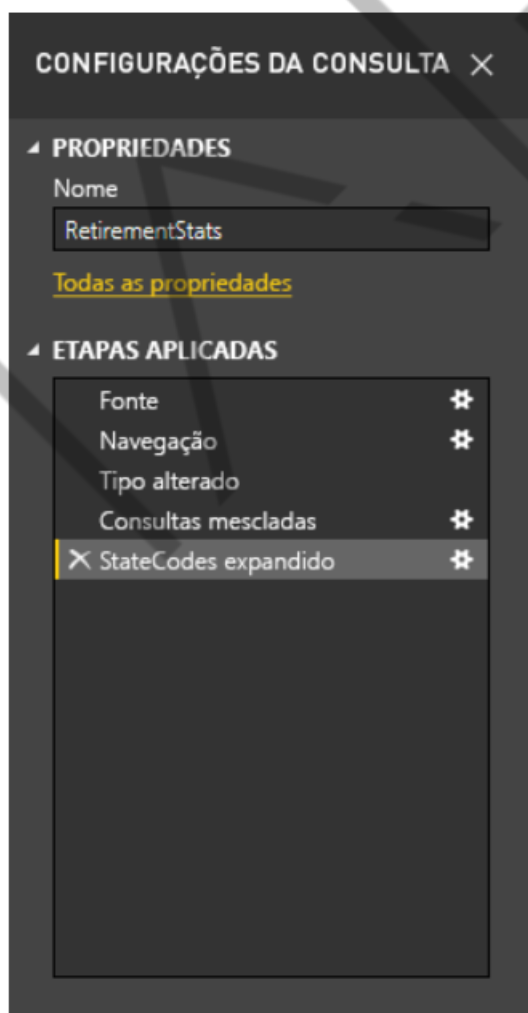 CONFIGURAÇÕES DA CONSULTA
PROPRIEDADES
Nome
RetirementStats
Todas as propriedades
ETAPAS APLICADAS
Fonte
Navegação
Tipo alterado
Consultas mescladas
StateCodes expandido